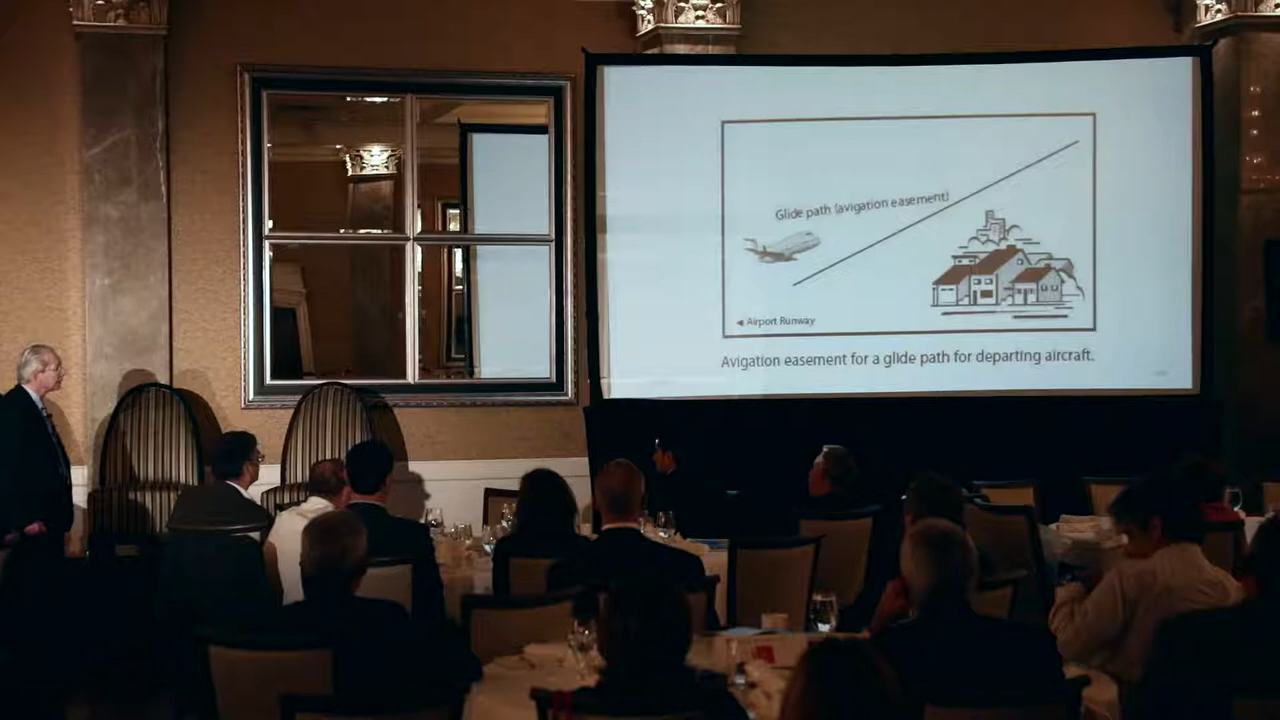 Glide path (avigation easement)
◄ Airport Runway
Avigation easement for a glide path for departing aircraft.